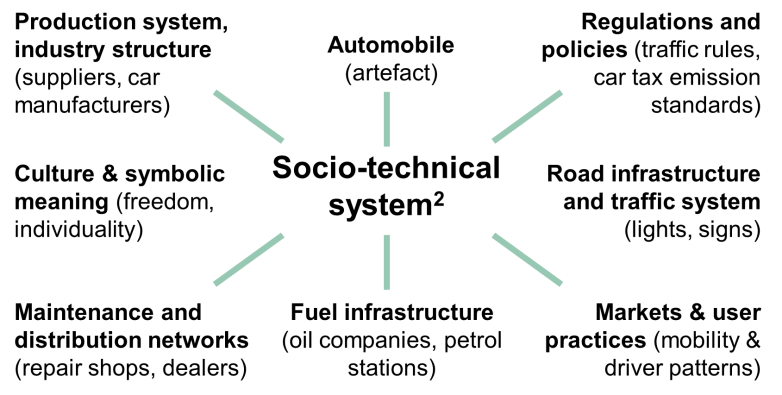 Production system,
industry structure
(suppliers, car
manufacturers)
Automobile
(artefact)
Regulations and
policies (traffic rules,
car tax emission
standards)
Culture & symbolic
meaning (freedom,
individuality)
Socio-technical
system²
Road infrastructure
and traffic system
(lights, signs)
Maintenance and
distribution networks
(repair shops, dealers)
Fuel infrastructure
(oil companies, petrol
stations)
Markets & user
practices (mobility &
driver patterns)